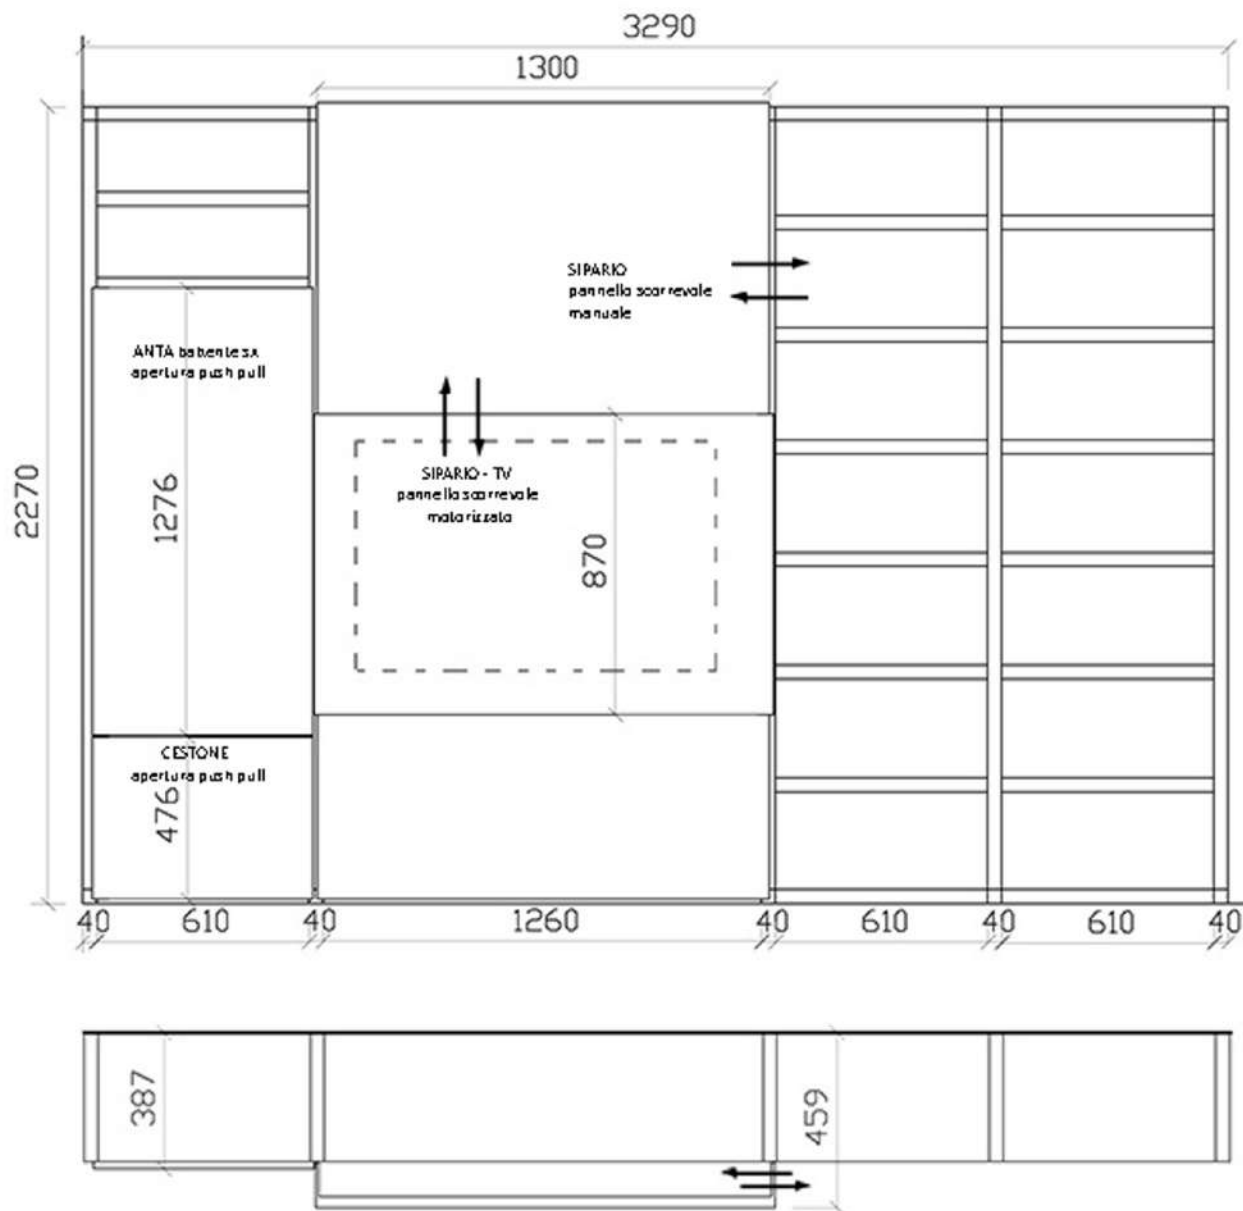 3290
1300
SIPARIO
pannello scorrevole
manuale
ANTA battente sx
apertura push pull
2270
1276
SIPARIO - TV
pannello scorrevole
motorizzato
870
CESTONE
apertura push pull
476
40 610 40 1260 40 610 40 610 40
387
459